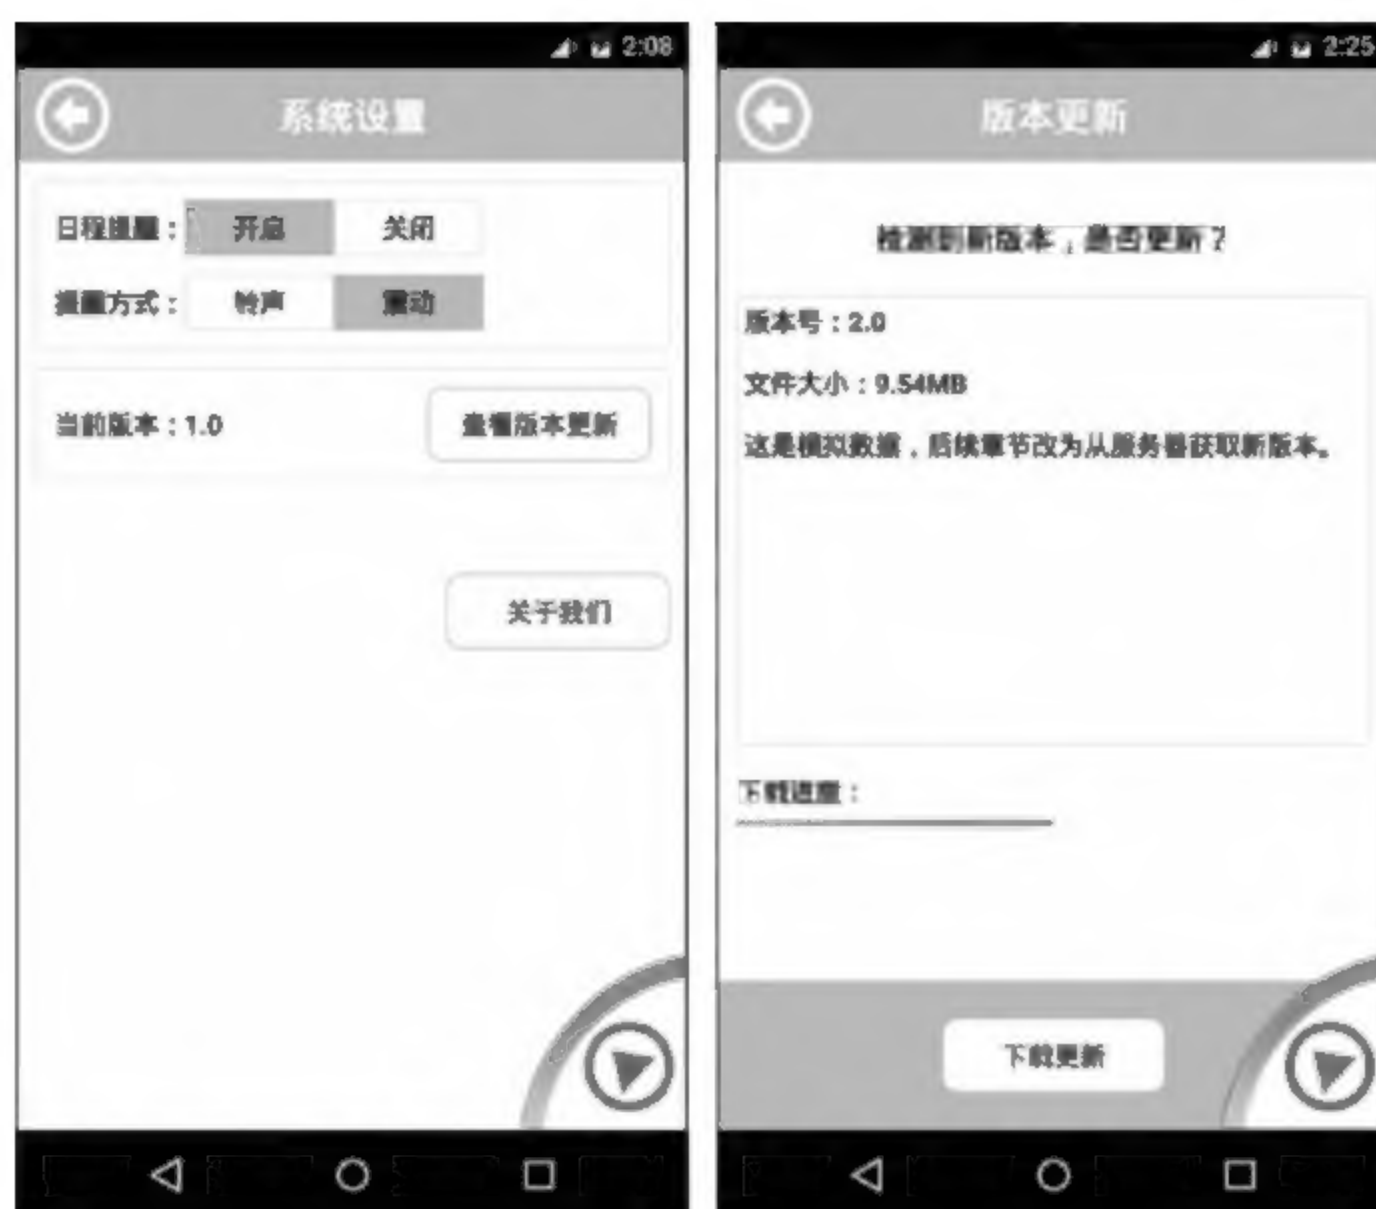 2:08
系统设置
日程提醒： 开启 关闭
提醒方式： 铃声 震动
当前版本：1.0 查看版本更新
关于我们
2:25
版本更新
检测到新版本，是否更新？
版本号：2.0
文件大小：9.54MB
这是模拟数据，后续章节改为从服务器获取新版本。
下载进度：
下载更新